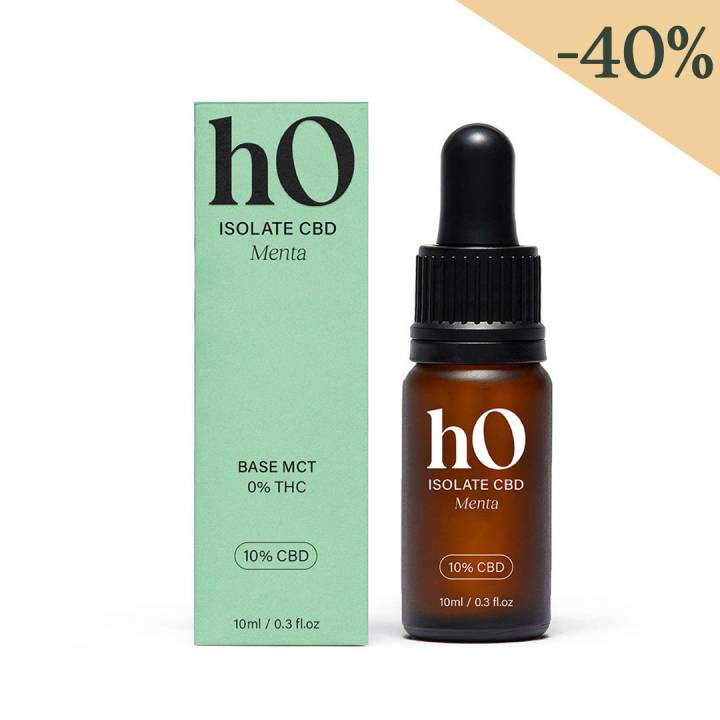 -40%
hO
ISOLATE CBD
Menta
BASE MCT
0% THC
10% CBD
10ml / 0.3 fl.oz
hO
ISOLATE CBD
Menta
10% CBD
10ml / 0.3 fl.oz